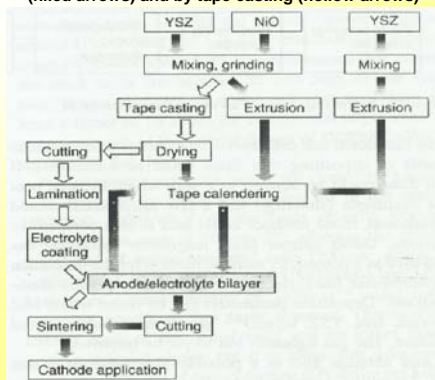 (filled arrows) and by tape casting (hollow arrows)
YSZ NiO YSZ
Mixing, grinding Mixing
Tape casting Extrusion Extrusion
Cutting Drying
Lamination Tape calendering
Electrolyte
coating
Anode/electrolyte bilayer
Sintering Cutting
Cathode application